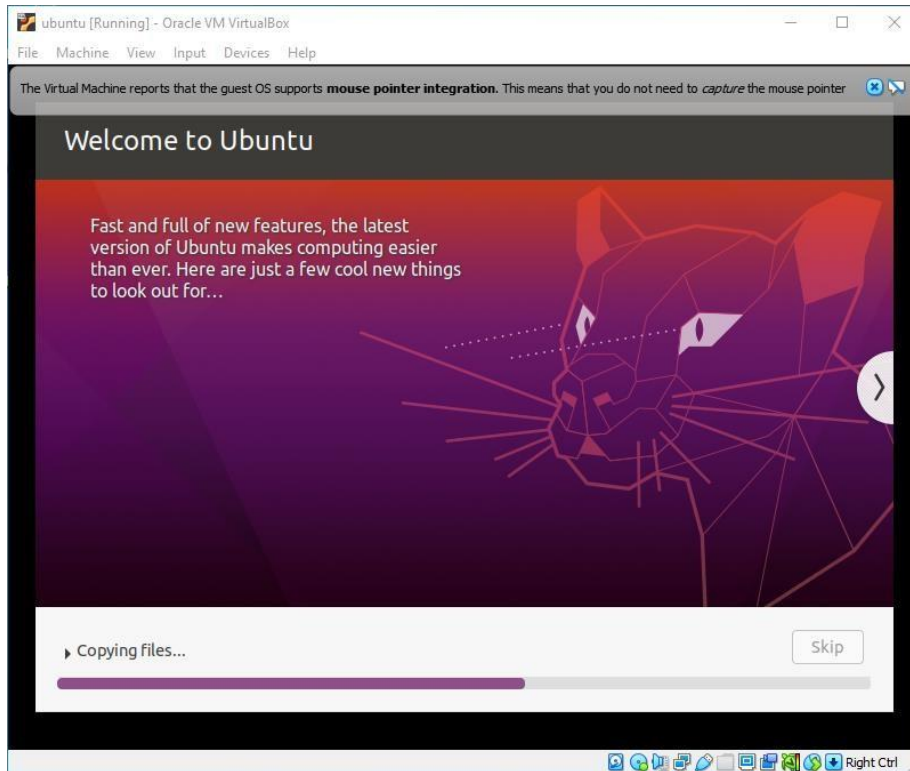 ubuntu [Running] - Oracle VM VirtualBox
File Machine View Input Devices Help
The Virtual Machine reports that the guest OS supports mouse pointer integration. This means that you do not need to capture the mouse pointer
Welcome to Ubuntu
Fast and full of new features, the latest
version of Ubuntu makes computing easier
than ever. Here are just a few cool new things
to look out for…
Copying files...
Skip
Right Ctrl